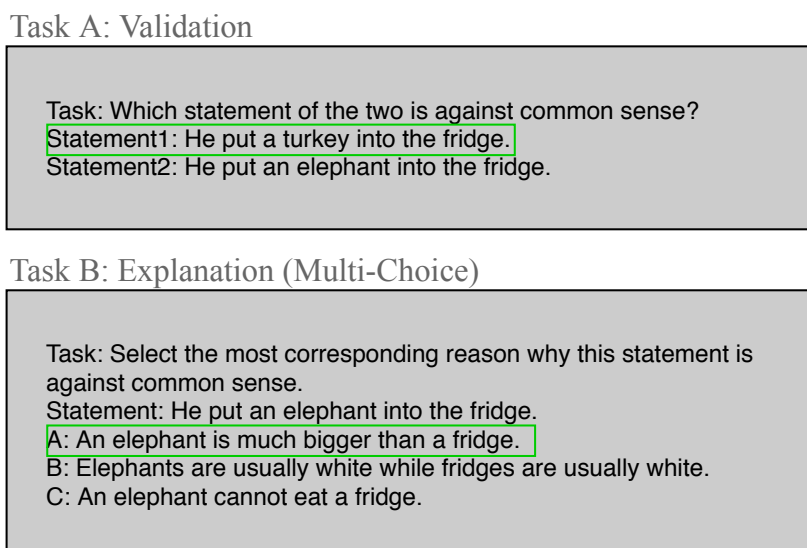 Task A: Validation
Task: Which statement of the two is against common sense?
Statement1: He put a turkey into the fridge.
Statement2: He put an elephant into the fridge.
Task B: Explanation (Multi-Choice)
Task: Select the most corresponding reason why this statement is
against common sense.
Statement: He put an elephant into the fridge.
A: An elephant is much bigger than a fridge.
B: Elephants are usually white while fridges are usually white.
C: An elephant cannot eat a fridge.